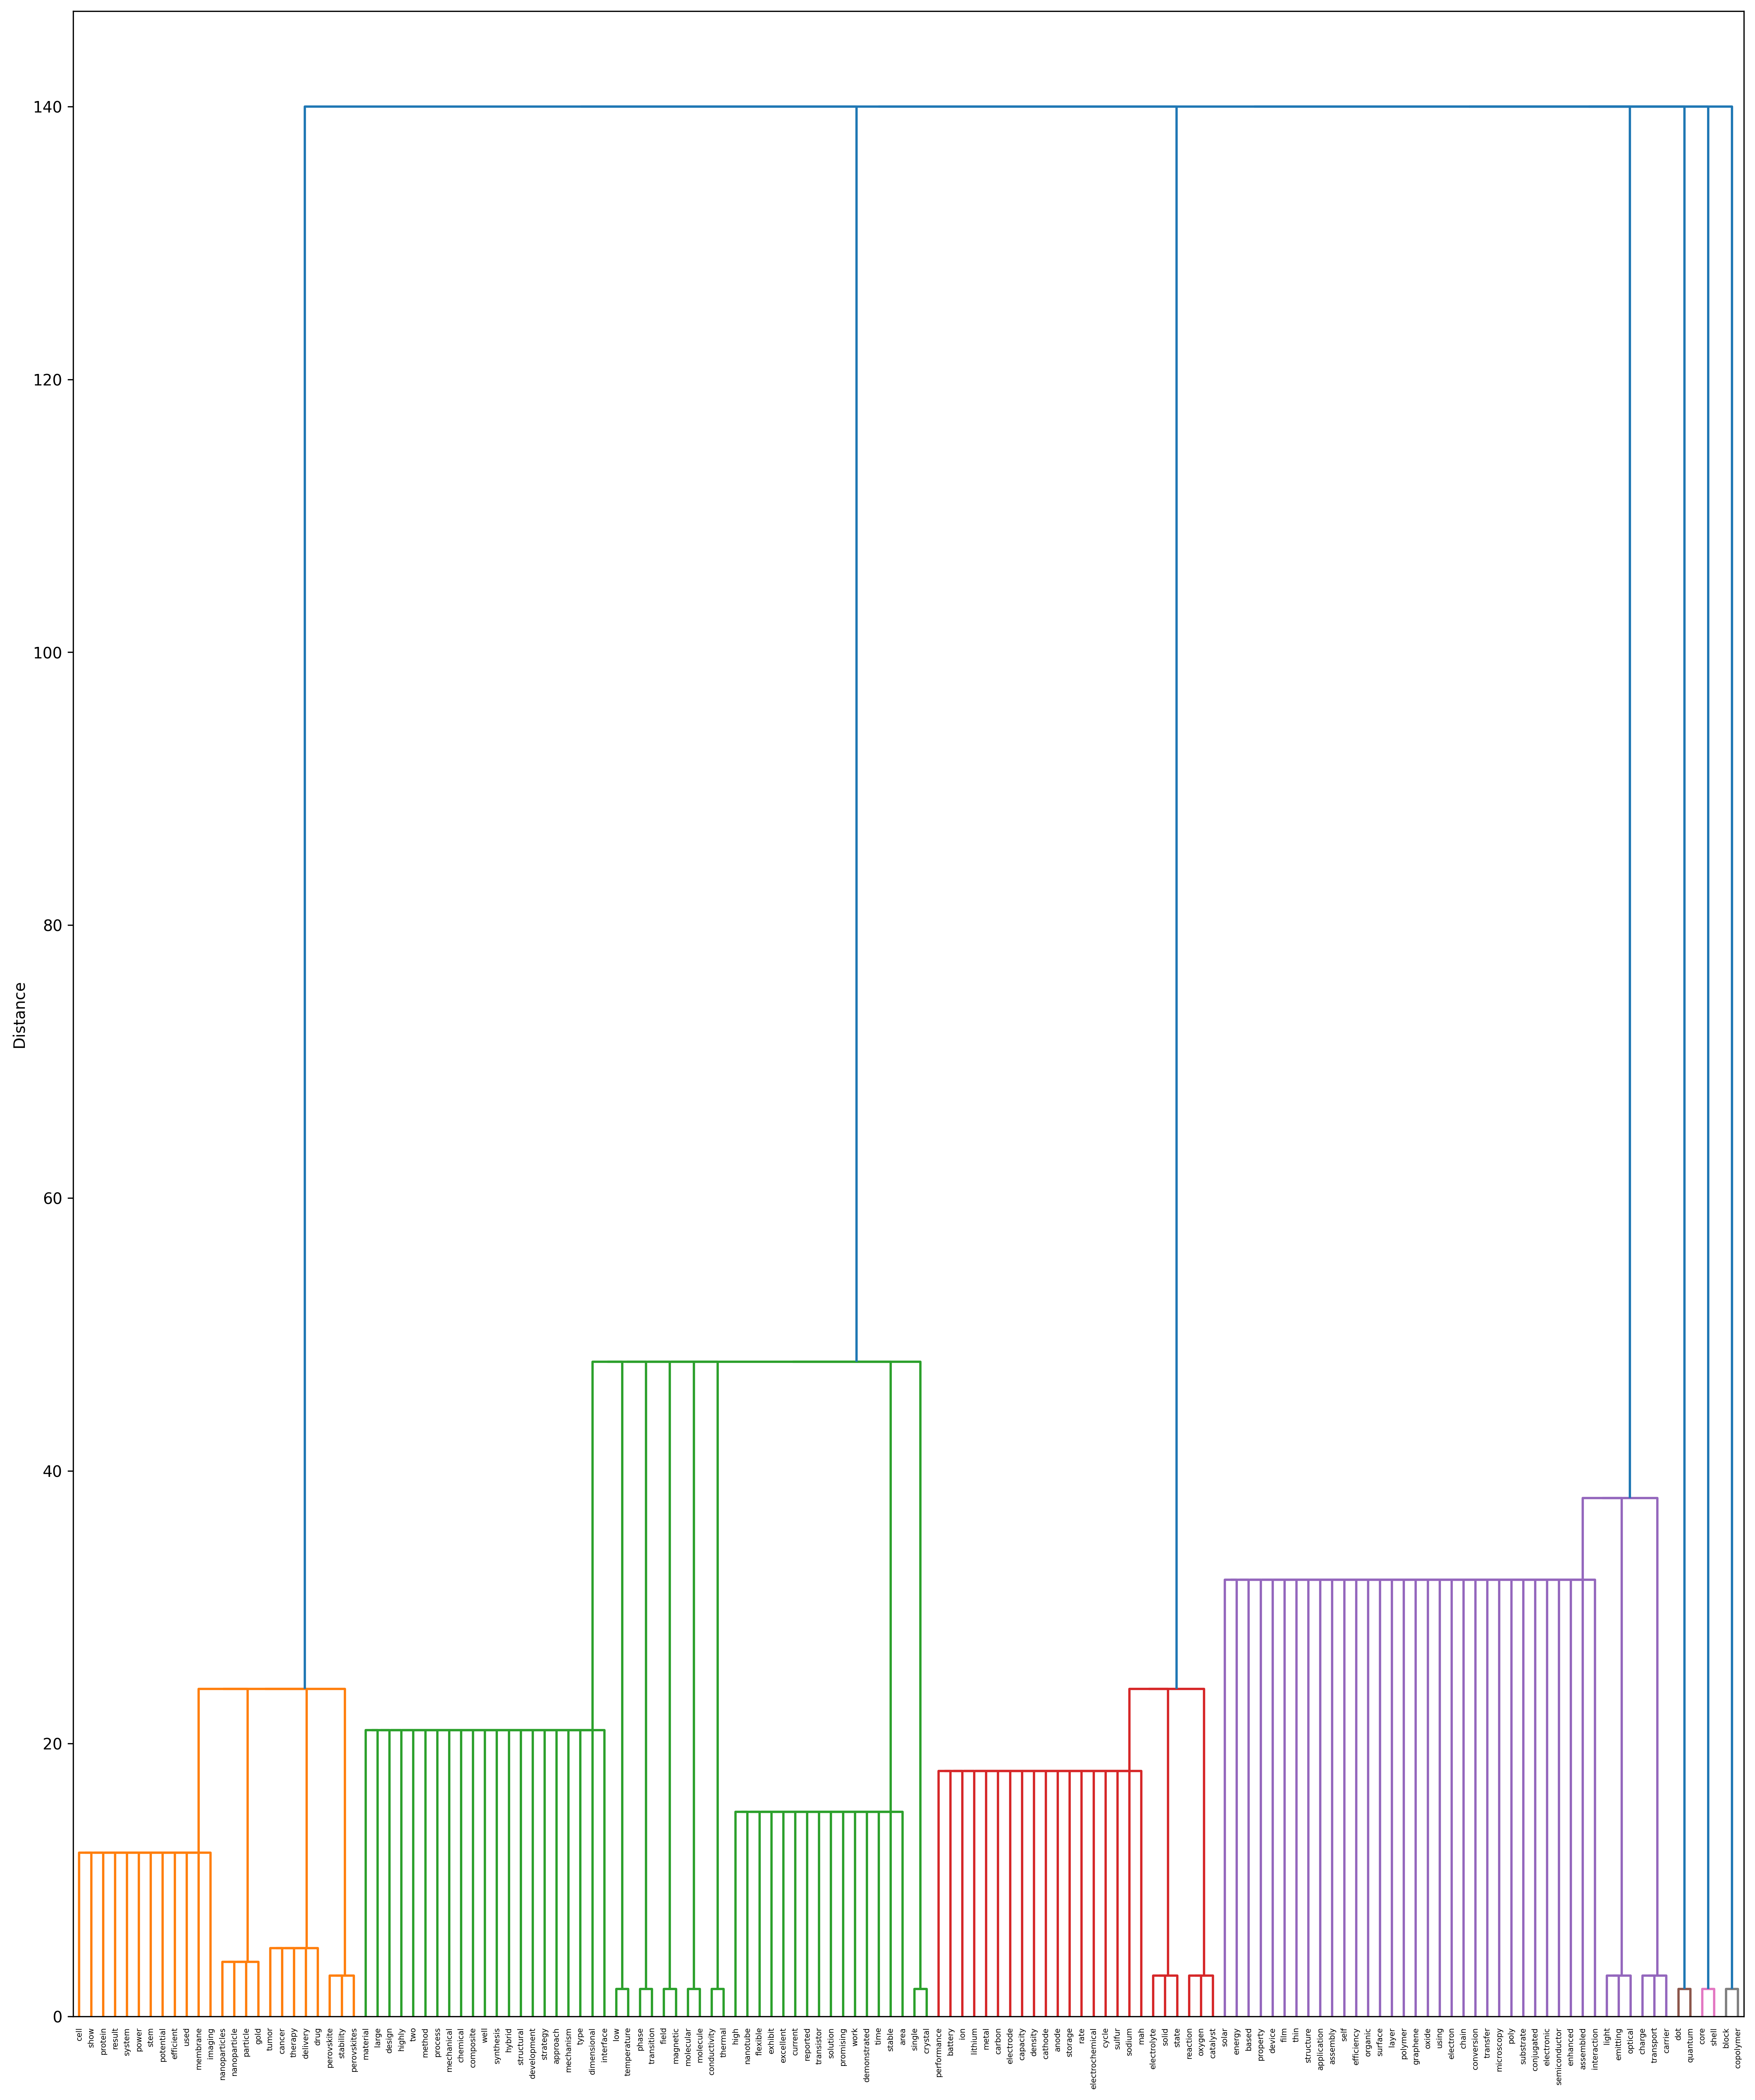 140
120
100
80
60
40
20
0
Distance
cell
show
protein
result
system
power
stem
potential
efficient
used
membrane
imaging
nanoparticles
nanoparticle
particle
gold
tumor
cancer
therapy
delivery
drug
perovskite
stability
perovskites
material
large
design
highly
two
method
process
mechanical
chemical
composite
well
synthesis
hybrid
structural
development
strategy
approach
mechanism
type
dimensional
interface
low
temperature
phase
transition
field
magnetic
molecular
molecule
conductivity
thermal
high
nanotube
flexible
exhibit
excellent
current
reported
transistor
solution
promising
work
demonstrated
time
stable
area
single
crystal
performance
battery
ion
lithium
metal
carbon
electrode
capacity
density
cathode
anode
storage
rate
electrochemical
cycle
sulfur
sodium
mah
electrolyte
solid
state
reaction
oxygen
catalyst
solar
energy
based
property
device
film
thin
structure
application
assembly
self
efficiency
organic
surface
layer
polymer
graphene
oxide
using
electron
chain
conversion
transfer
microscopy
poly
substrate
conjugated
electronic
semiconductor
enhanced
assembled
interaction
light
emitting
optical
charge
transport
carrier
dot
quantum
core
shell
block
copolymer